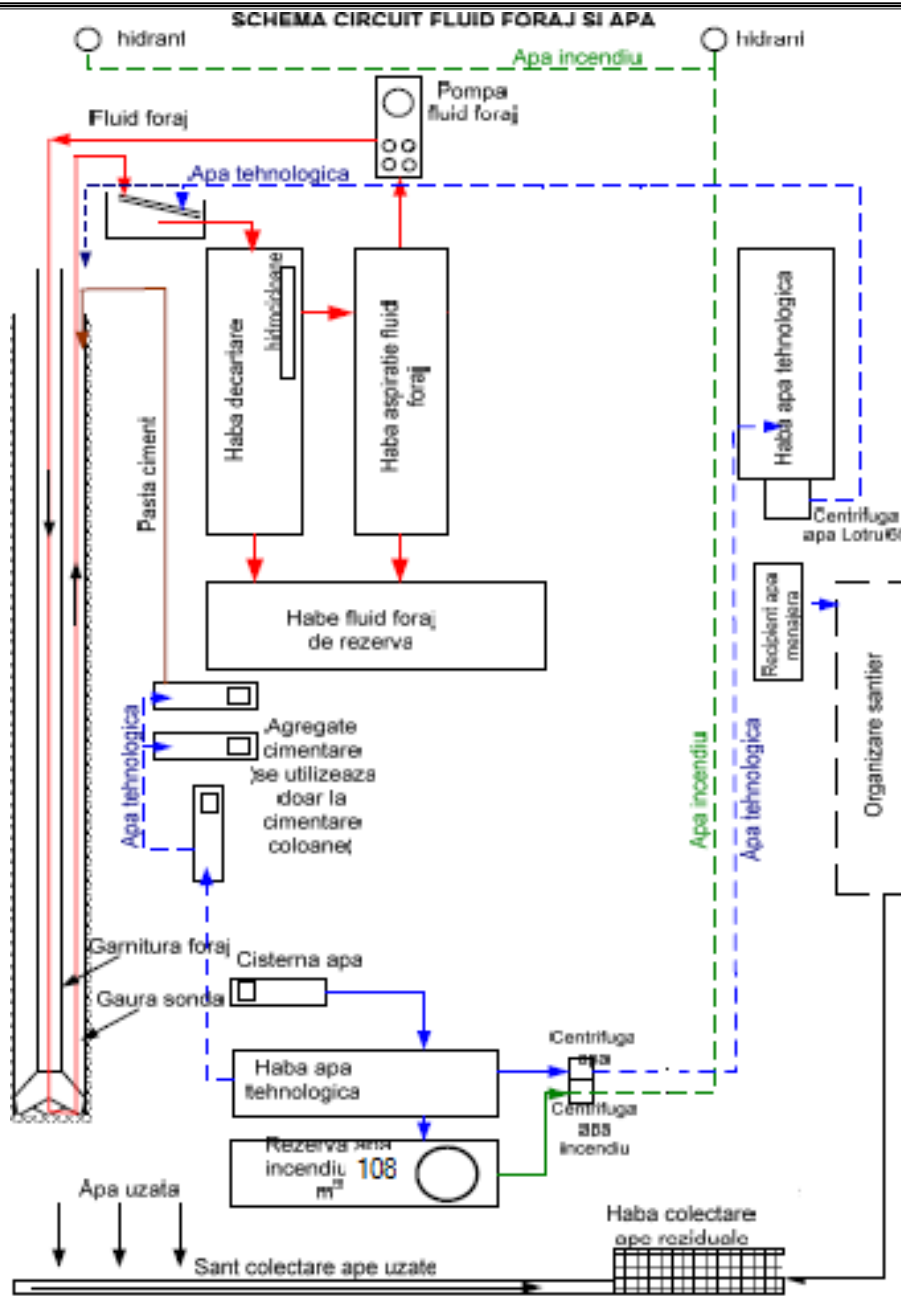 SCHEMA CIRCUIT FLUID FORAJ SI APA
hidrant
hidrant
Apa incendiu
Pompa
fluid foraj
Fluid foraj
Apa tehnologica
Haba decantare
hidrocicloane
Haba aspiratie fluid
foraj
Haba apa tehnologica
Pasta ciment
Centrifuga
apa Lotru
Habe fluid foraj
de rezerva
Recipient apa
menajera
Organizare santier
Apa tehnologica
Agregate
cimentare
se utilizeaza
doar la
cimentare
coloane
Apa incendiu
Apa tehnologica
Garnitura foraj
Gaura sonda
Cisterna apa
Haba apa
tehnologica
Centrifuga
apa
Centrifuga
apa
incendiu
Rezerva apa
incendiu 108
m³
Apa uzata
Haba colectare
ape reziduale
Sant colectare ape uzate